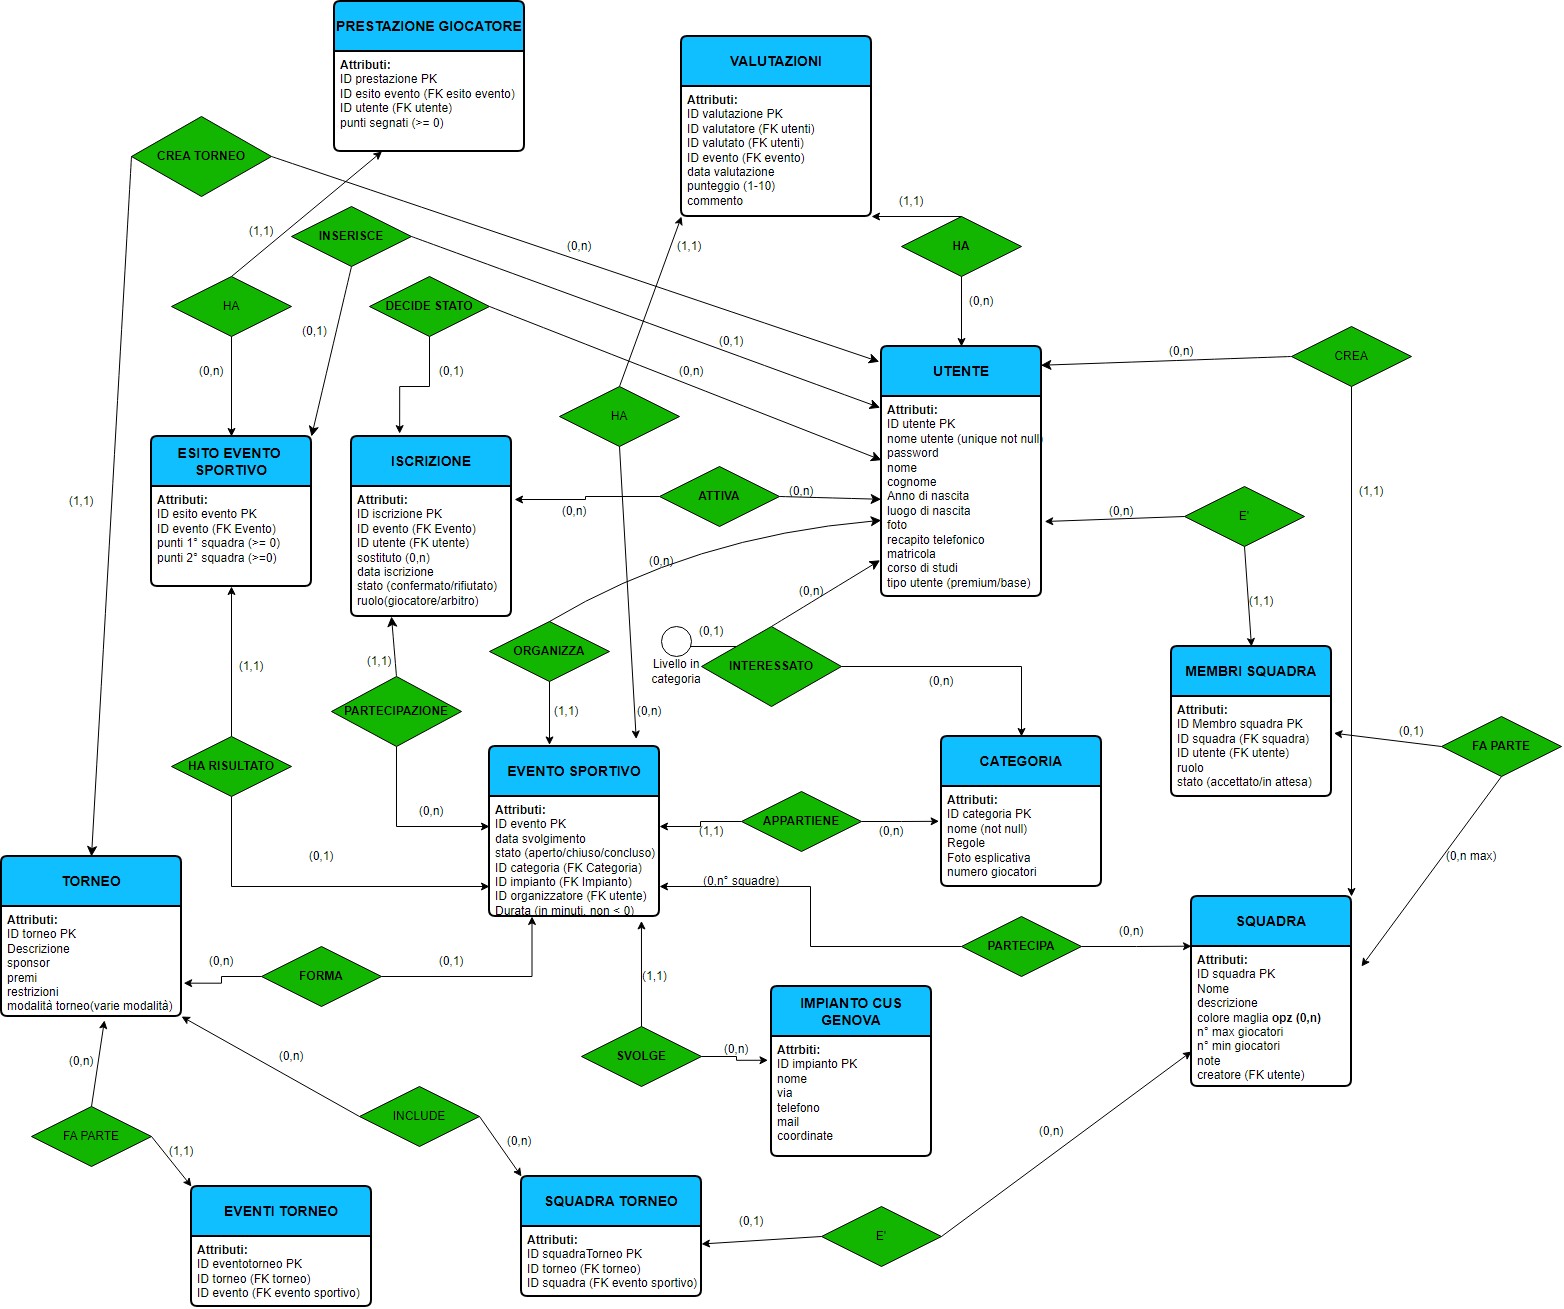 PRESTAZIONE GIOCATORE
Attributi:
ID prestazione PK
ID esito evento (FK esito evento)
ID utente (FK utente)
punti segnati (>= 0)
VALUTAZIONI
Attributi:
ID valutazione PK
ID valutatore (FK utenti)
ID valutato (FK utenti)
ID evento (FK evento)
data valutazione
punteggio (1-10)
commento
CREA TORNEO
(1,1)
INSERISCE
(0,n)
(1,1)
(1,1)
HA
HA
DECIDE STATO
(0,n)
(0,1)
(0,1)
(0,n)
(0,1)
(0,n)
(0,n)
CREA
HA
UTENTE
Attributi:
ID utente PK
nome utente (unique not null)
password
nome
cognome
Anno di nascita
luogo di nascita
foto
recapito telefonico
matricola
corso di studi
tipo utente (premium/base)
ESITO EVENTO
SPORTIVO
Attributi:
ID esito evento PK
ID evento (FK Evento)
punti 1° squadra (>= 0)
punti 2° squadra (>=0)
ISCRIZIONE
Attributi:
ID iscrizione PK
ID evento (FK Evento)
ID utente (FK utente)
sostituto (0,n)
data iscrizione
stato (confermato/rifiutato)
ruolo(giocatore/arbitro)
(1,1)
ATTIVA
(0,n)
(0,n)
(0,n)
E'
(1,1)
(0,n)
(0,n)
(1,1)
ORGANIZZA
(0,1)
Livello in
categoria
INTERESSATO
(0,n)
(1,1)
(1,1)
MEMBRI SQUADRA
Attributi:
ID Membro squadra PK
ID squadra (FK squadra)
ID utente (FK utente)
ruolo
stato (accettato/in attesa)
PARTECIPAZIONE
(1,1)
(0,n)
(0,1)
FA PARTE
HA RISULTATO
EVENTO SPORTIVO
Attributi:
ID evento PK
data svolgimento
stato (aperto/chiuso/concluso)
ID categoria (FK Categoria)
ID impianto (FK Impianto)
ID organizzatore (FK utente)
Durata (in minuti, non < 0)
CATEGORIA
Attributi:
ID categoria PK
nome (not null)
Regole
Foto esplicativa
numero giocatori
(0,n)
(1,1)
APPARTIENE
(0,n)
(0,1)
(0,n max)
(0,n° squadre)
TORNEO
Attributi:
ID torneo PK
Descrizione
sponsor
premi
restrizioni
modalità torneo(varie modalità)
SQUADRA
Attributi:
ID squadra PK
Nome
descrizione
colore maglia opz (0,n)
n° max giocatori
n° min giocatori
note
creatore (FK utente)
PARTECIPA
(0,n)
(0,n)
FORMA
(0,1)
(1,1)
IMPIANTO CUS
GENOVA
Attrbiti:
ID impianto PK
nome
via
telefono
mail
coordinate
SVOLGE
(0,n)
(0,n)
(0,n)
INCLUDE
FA PARTE
(1,1)
(0,n)
(0,n)
EVENTI TORNEO
Attributi:
ID eventotorneo PK
ID torneo (FK torneo)
ID evento (FK evento sportivo)
SQUADRA TORNEO
Attributi:
ID squadraTorneo PK
ID torneo (FK torneo)
ID squadra (FK evento sportivo)
(0,1)
E'